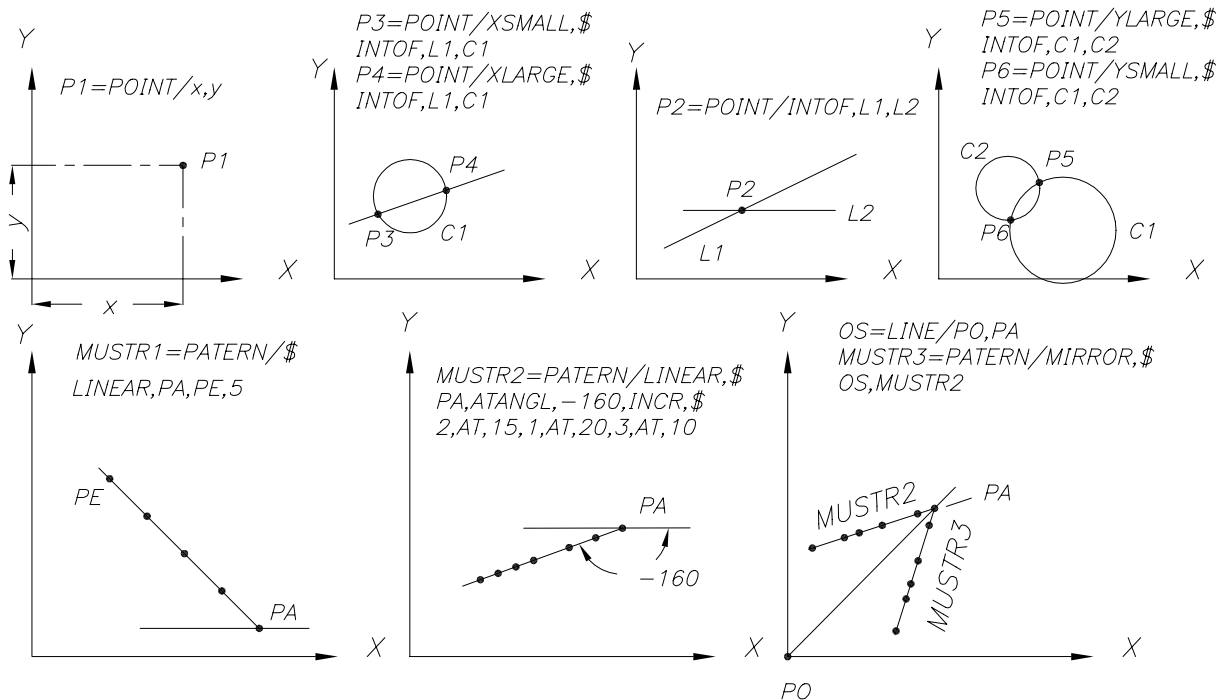 Y
P1=POINT/x,y
P1
y
x
X
P3=POINT/XSMALL,$
INTOF,L1,C1
P4=POINT/XLARGE,$
INTOF,L1,C1
Y
P4
P3
C1
X
Y
P2=POINT/INTOF,L1,L2
P2
L2
L1
X
P5=POINT/YLARGE,$
INTOF,C1,C2
P6=POINT/YSMALL,$
INTOF,C1,C2
Y
C2
P5
P6
C1
X
Y
MUSTR1=PATERN/$
LINEAR,PA,PE,5
PE
PA
X
Y
MUSTR2=PATERN/LINEAR,$
PA,ATANGL,-160,INCR,$
2,AT,15,1,AT,20,3,AT,10
PA
-160
X
Y
OS=LINE/PO,PA
MUSTR3=PATERN/MIRROR,$
OS,MUSTR2
MUSTR2
PA
MUSTR3
X
PO